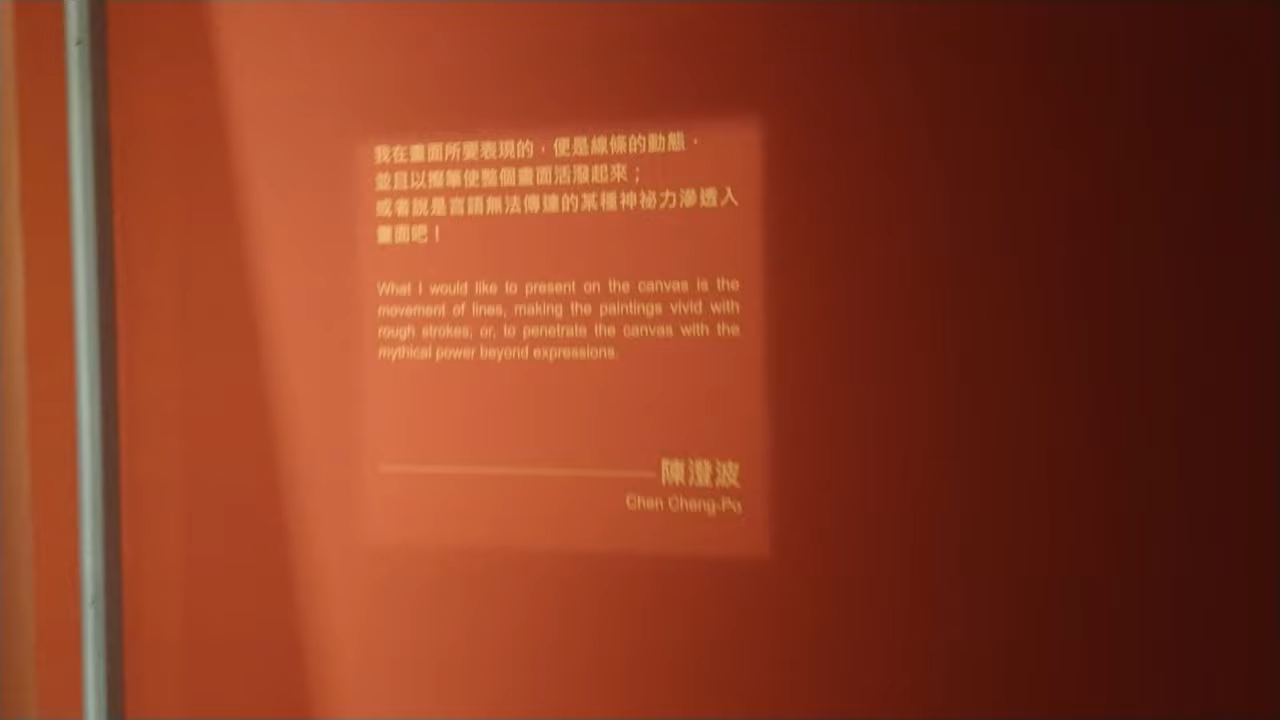 我在畫面所要表現的，便是線條的動態，
並且以擦筆使整個畫面活潑起來；
或者說是言語無法傳達的某種神祕力滲透入
畫面吧！
What I would like to present on the canvas is the
movement of lines, making the paintings vivid with
rough strokes; or, to penetrate the canvas with the
mythical power beyond expressions.
陳澄波
Chen Cheng-Po